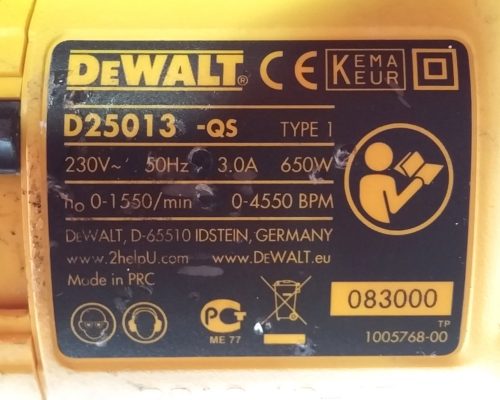 DEWALT® CE KEMA KEUR
D25013 -QS TYPE 1
230V~ 50Hz 3.0A 650W
n₀ 0-1550/min 0-4550 BPM
DEWALT, D-65510 IDSTEIN, GERMANY
www.2helpU.com www.DEWALT.eu
Made in PRC
083000
TP
ME 77
1005768-00